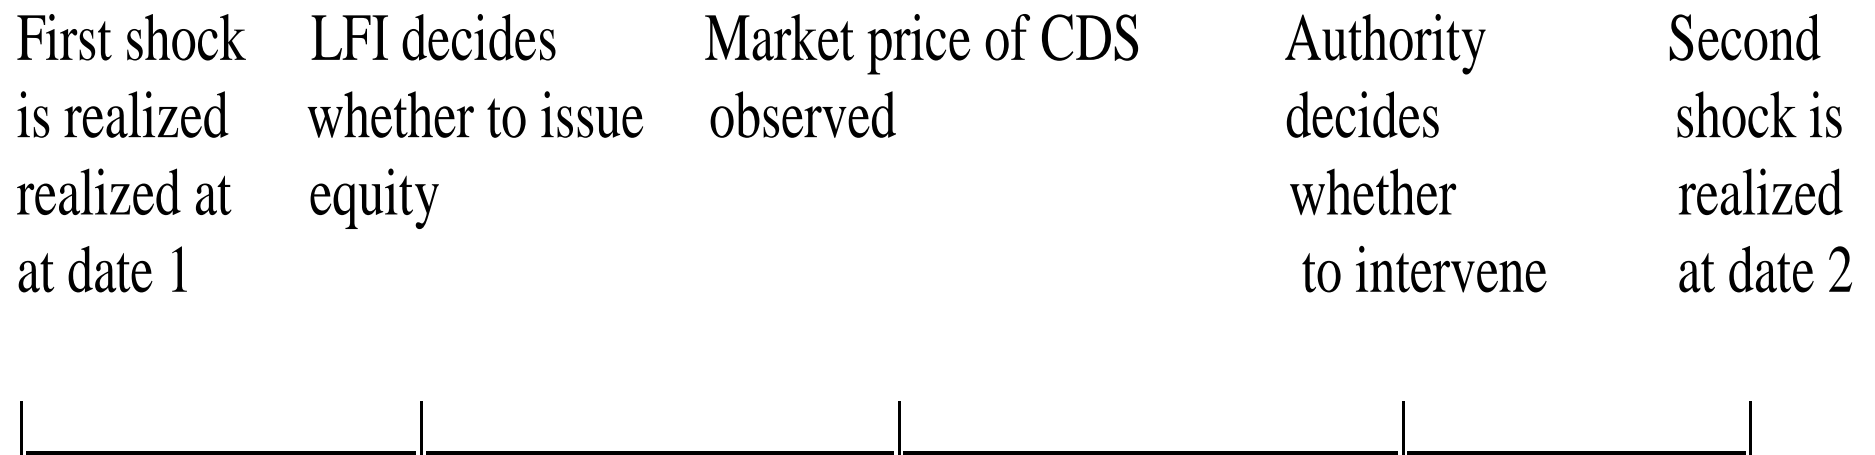 First shock
is realized
realized at
at date 1
LFI decides
whether to issue
equity
Market price of CDS
observed
Authority
decides
whether
to intervene
Second
shock is
realized
at date 2